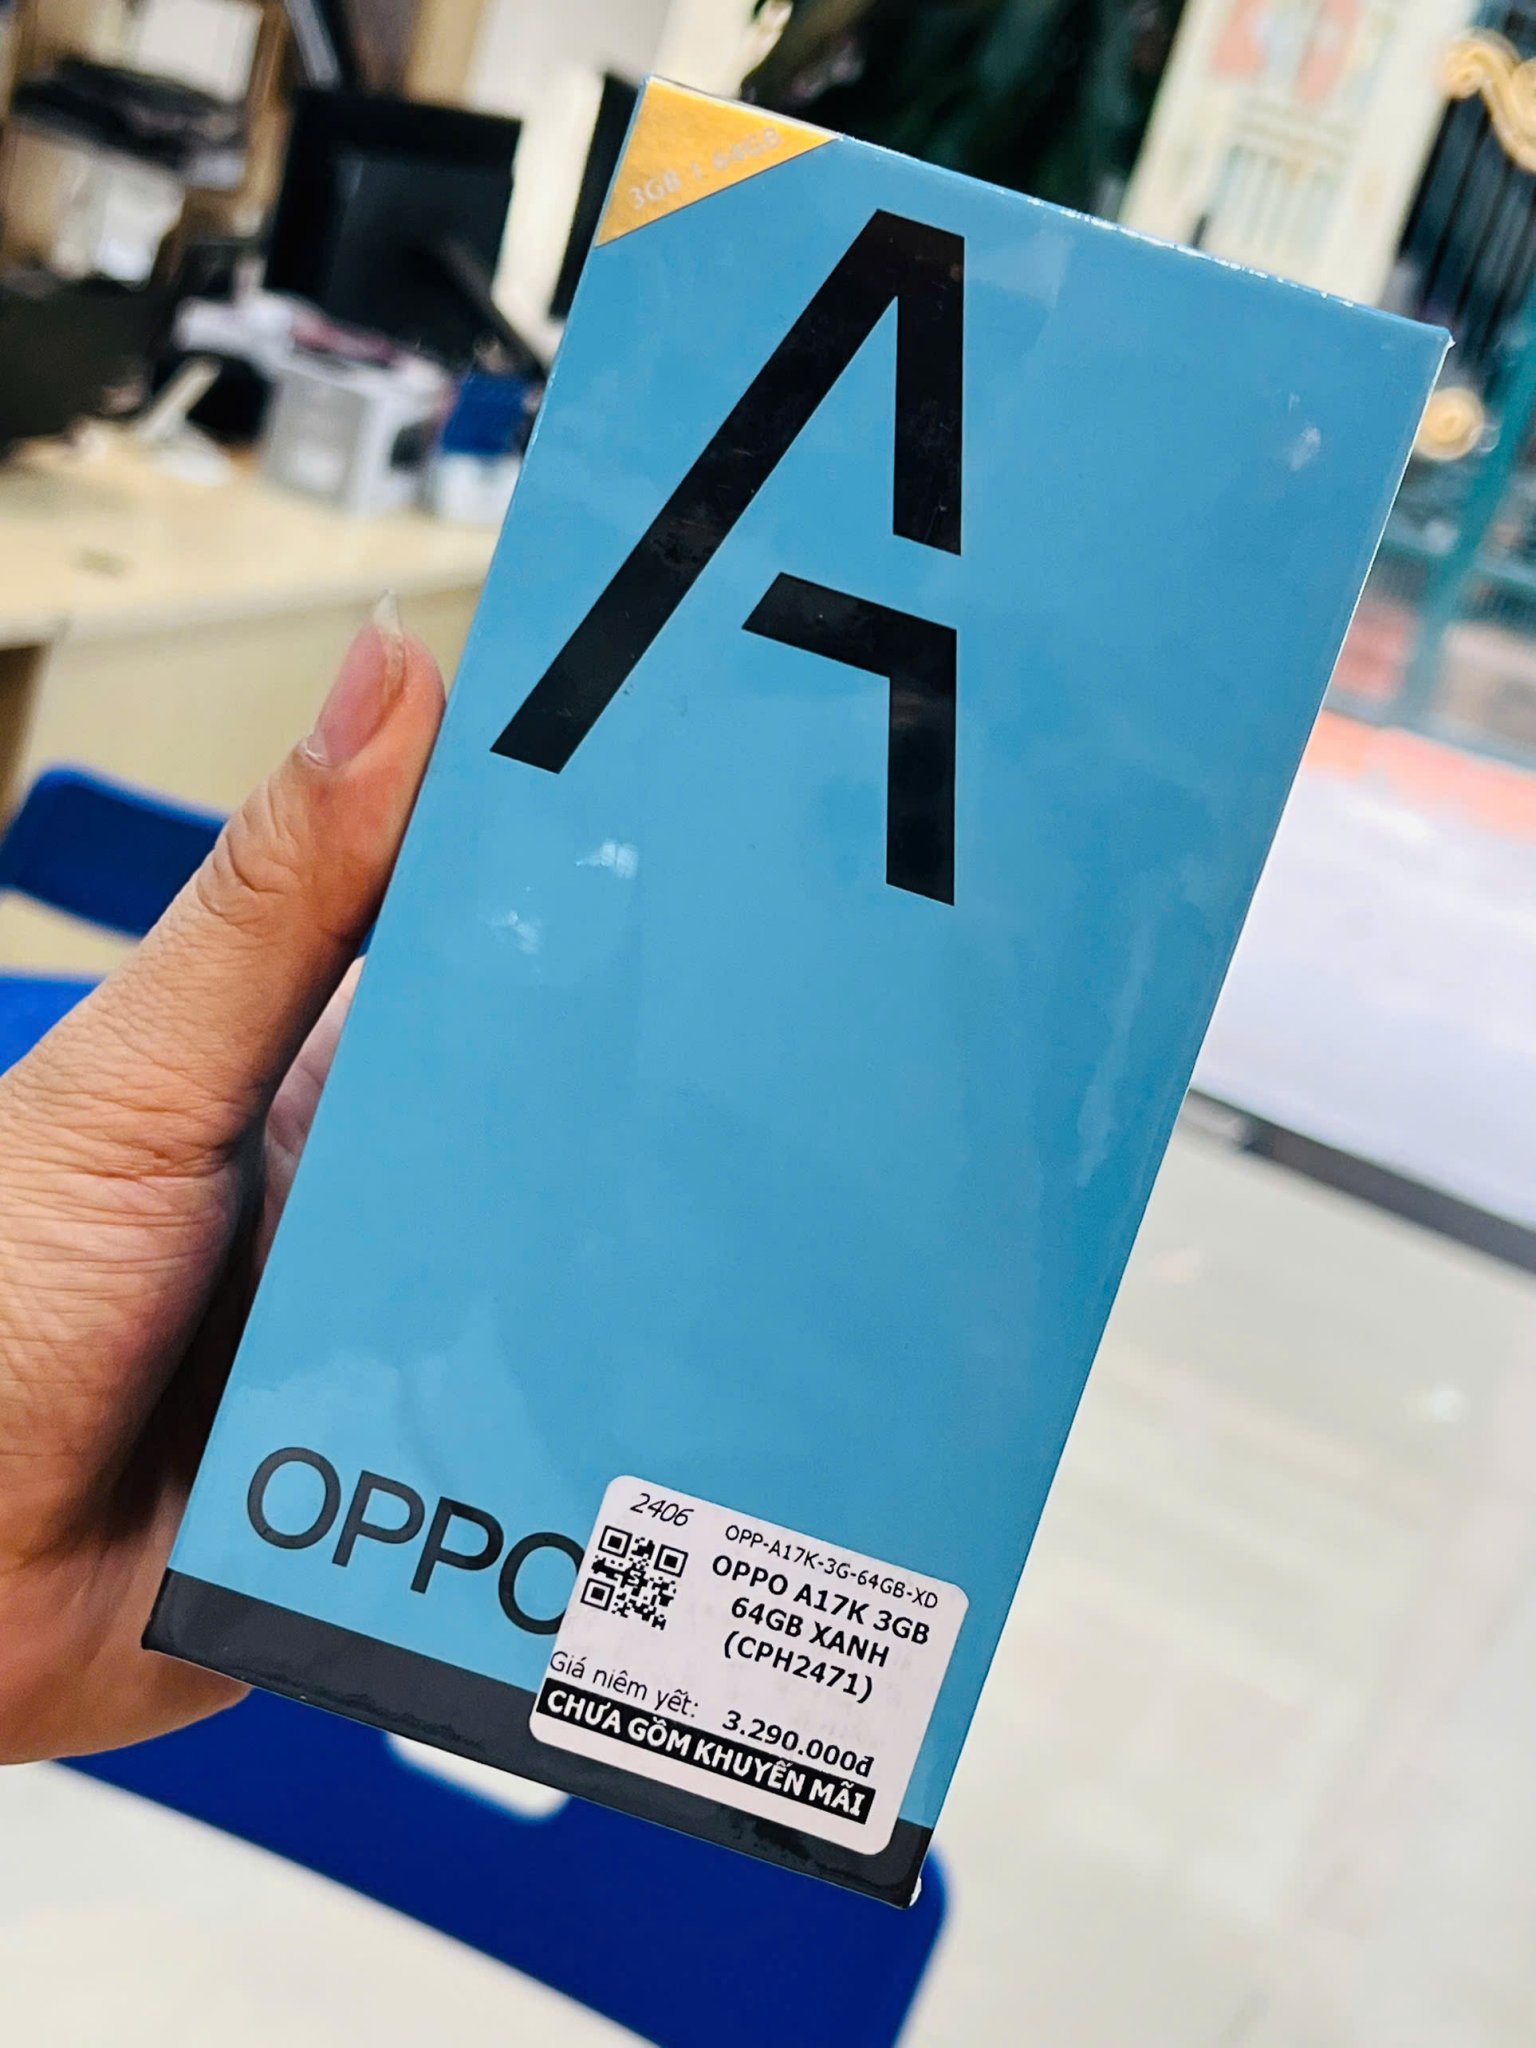 3GB + 64GB
A
OPPO
2406
OPP-A17K-3G-64GB-XD
OPPO A17K 3GB
64GB XANH
(CPH2471)
Giá niêm yết: 3.290.000đ
CHƯA GỒM KHUYẾN MÃI